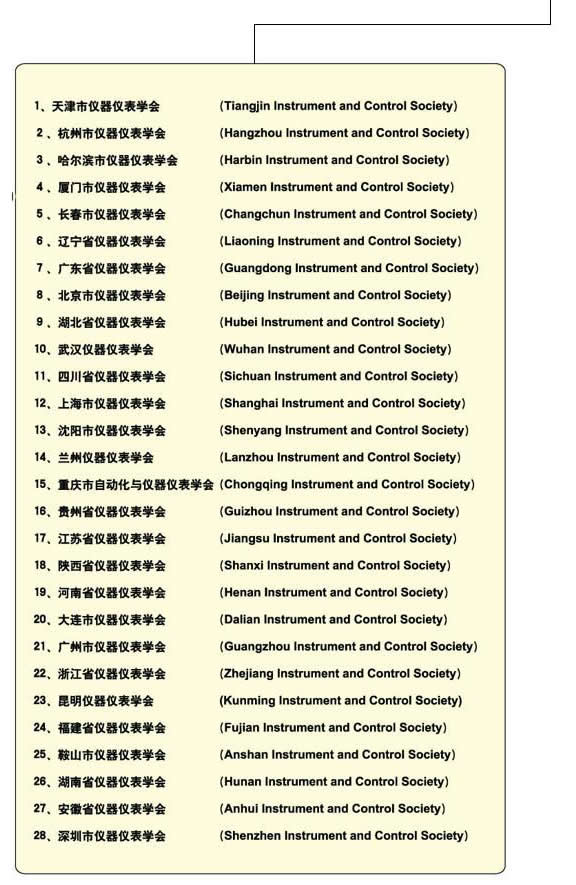 1、天津市仪器仪表学会 (Tiangjin Instrument and Control Society)
2、杭州市仪器仪表学会 (Hangzhou Instrument and Control Society)
3、哈尔滨市仪器仪表学会 (Harbin Instrument and Control Society)
4、厦门市仪器仪表学会 (Xiamen Instrument and Control Society)
5、长春市仪器仪表学会 (Changchun Instrument and Control Society)
6、辽宁省仪器仪表学会 (Liaoning Instrument and Control Society)
7、广东省仪器仪表学会 (Guangdong Instrument and Control Society)
8、北京市仪器仪表学会 (Beijing Instrument and Control Society)
9、湖北省仪器仪表学会 (Hubei Instrument and Control Society)
10、武汉仪器仪表学会 (Wuhan Instrument and Control Society)
11、四川省仪器仪表学会 (Sichuan Instrument and Control Society)
12、上海市仪器仪表学会 (Shanghai Instrument and Control Society)
13、沈阳市仪器仪表学会 (Shenyang Instrument and Control Society)
14、兰州仪器仪表学会 (Lanzhou Instrument and Control Society)
15、重庆市自动化与仪器仪表学会 (Chongqing Instrument and Control Society)
16、贵州省仪器仪表学会 (Guizhou Instrument and Control Society)
17、江苏省仪器仪表学会 (Jiangsu Instrument and Control Society)
18、陕西省仪器仪表学会 (Shanxi Instrument and Control Society)
19、河南省仪器仪表学会 (Henan Instrument and Control Society)
20、大连市仪器仪表学会 (Dalian Instrument and Control Society)
21、广州市仪器仪表学会 (Guangzhou Instrument and Control Society)
22、浙江省仪器仪表学会 (Zhejiang Instrument and Control Society)
23、昆明仪器仪表学会 (Kunming Instrument and Control Society)
24、福建省仪器仪表学会 (Fujian Instrument and Control Society)
25、鞍山市仪器仪表学会 (Anshan Instrument and Control Society)
26、湖南省仪器仪表学会 (Hunan Instrument and Control Society)
27、安徽省仪器仪表学会 (Anhui Instrument and Control Society)
28、深圳市仪器仪表学会 (Shenzhen Instrument and Control Society)